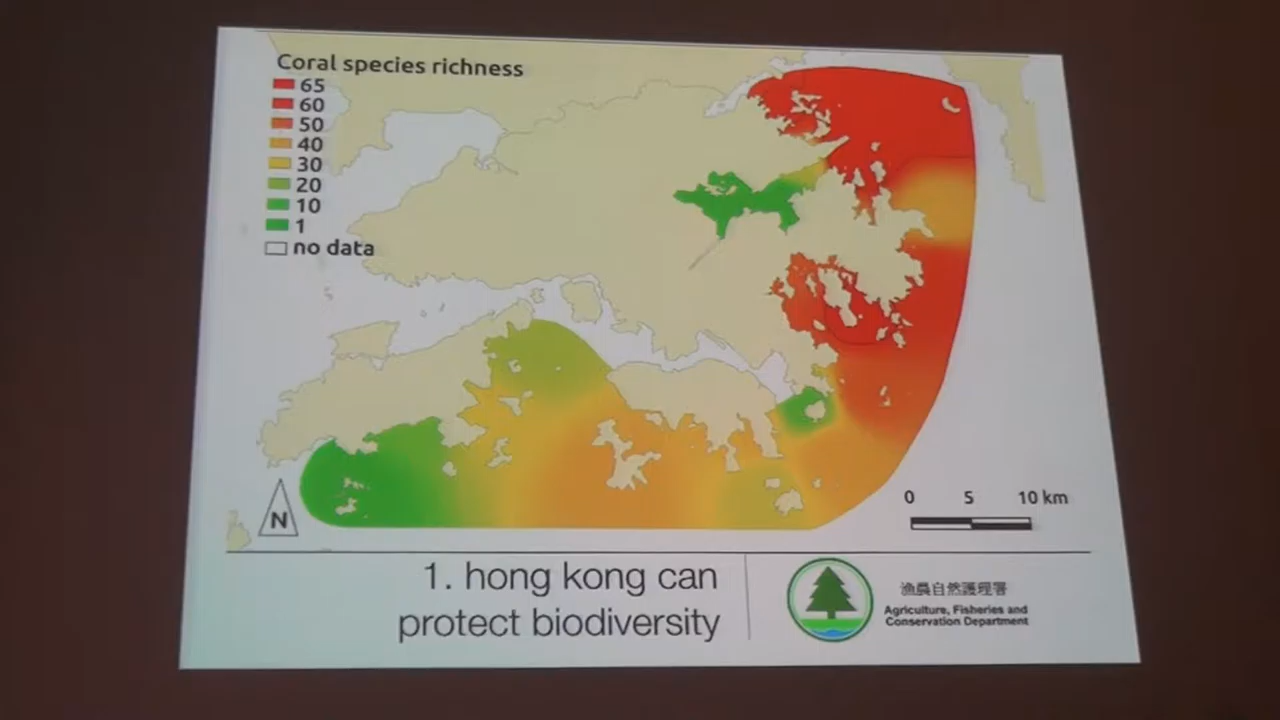 Coral species richness
65
60
50
40
30
20
10
1
no data
N
0 5 10 km
1. hong kong can
protect biodiversity
漁農自然護理署
Agriculture, Fisheries and
Conservation Department